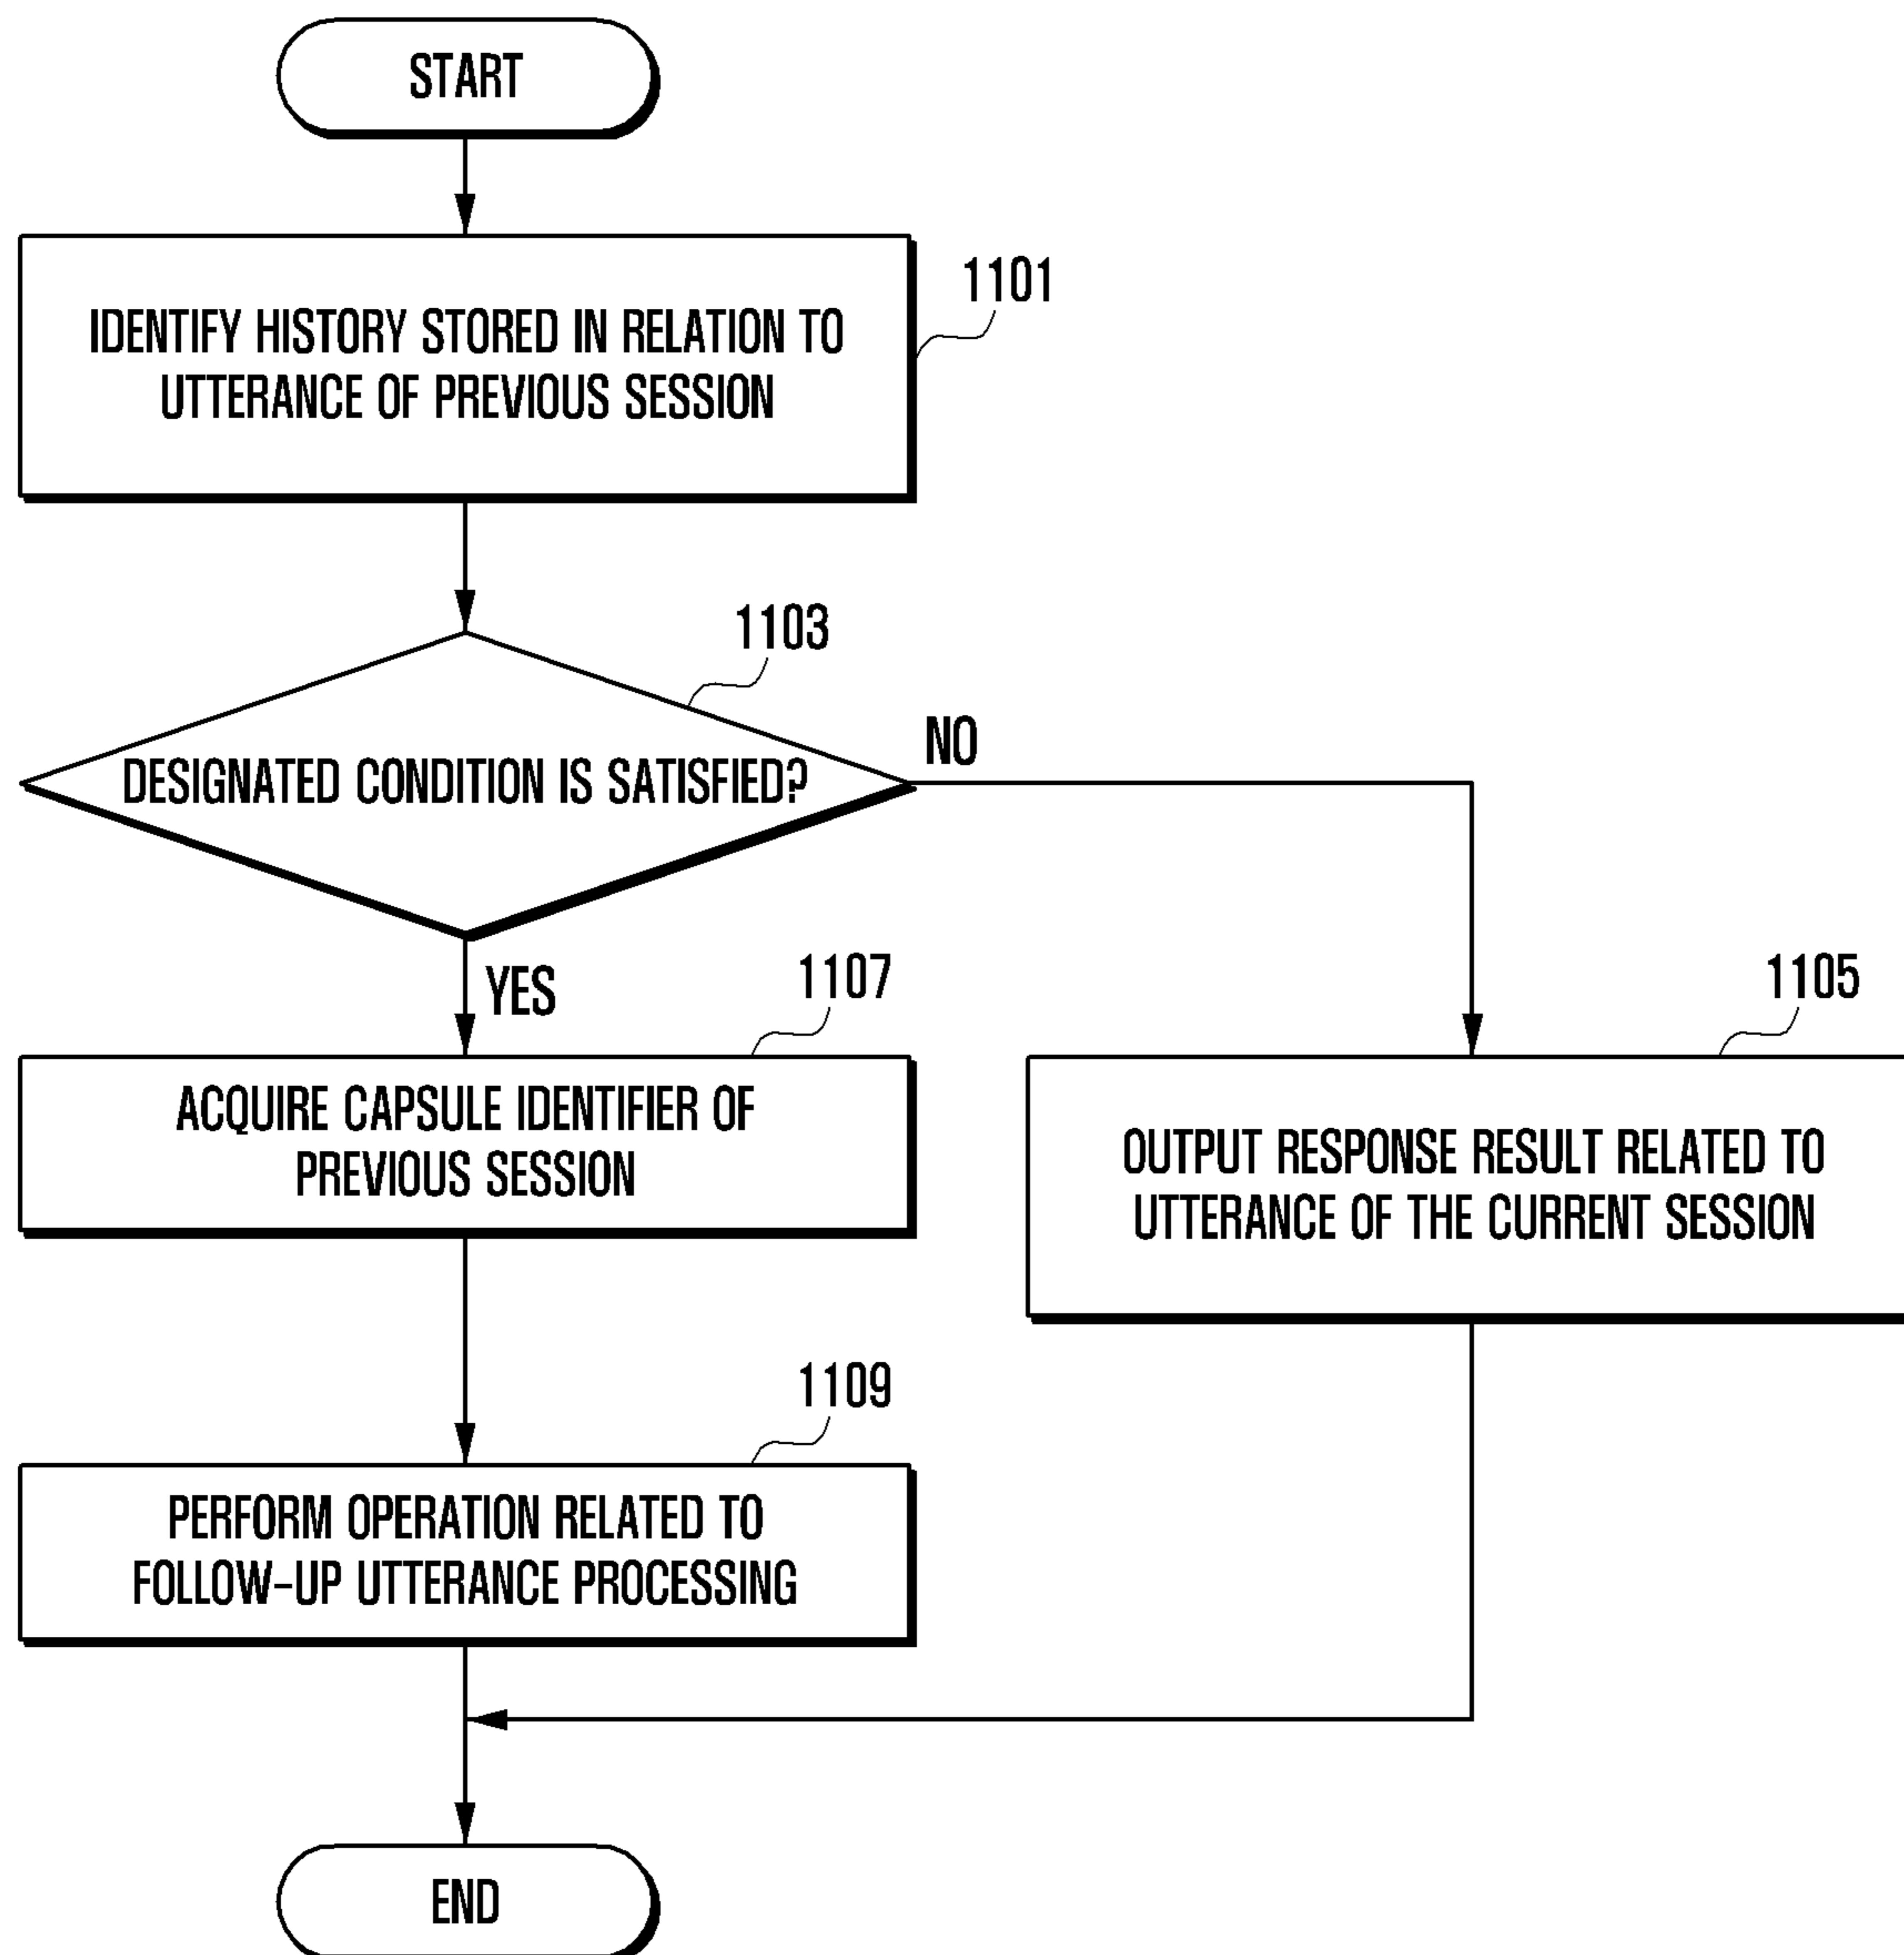 START
1101
IDENTIFY HISTORY STORED IN RELATION TO
UTTERANCE OF PREVIOUS SESSION
1103
DESIGNATED CONDITION IS SATISFIED?
NO
YES
1107
ACQUIRE CAPSULE IDENTIFIER OF
PREVIOUS SESSION
1105
OUTPUT RESPONSE RESULT RELATED TO
UTTERANCE OF THE CURRENT SESSION
1109
PERFORM OPERATION RELATED TO
FOLLOW-UP UTTERANCE PROCESSING
END